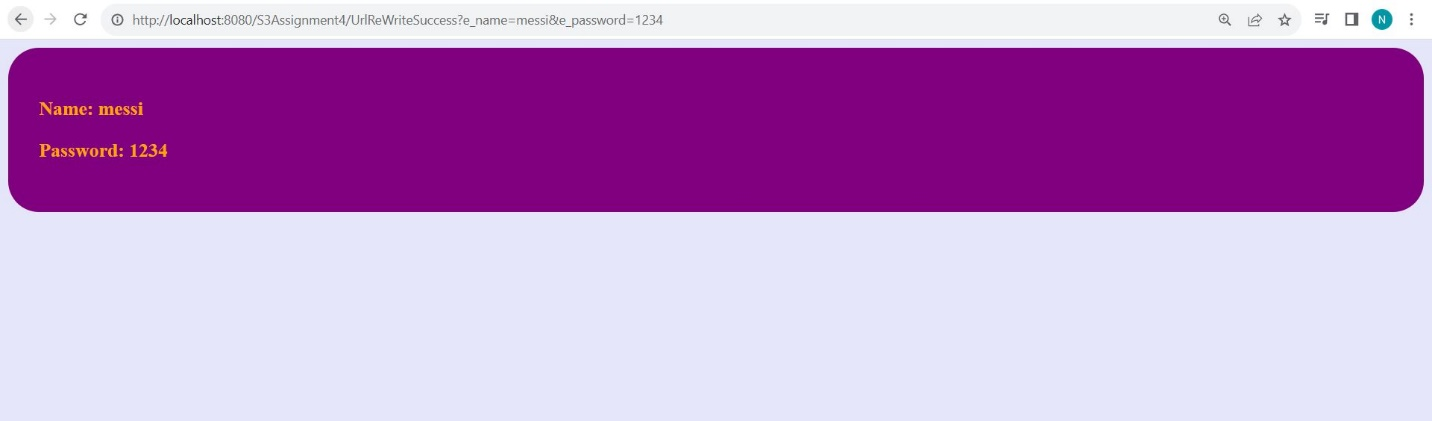 http://localhost:8080/S3Assignment4/UrlReWriteSuccess?e_name=messi&e_password=1234
N
Name: messi
Password: 1234